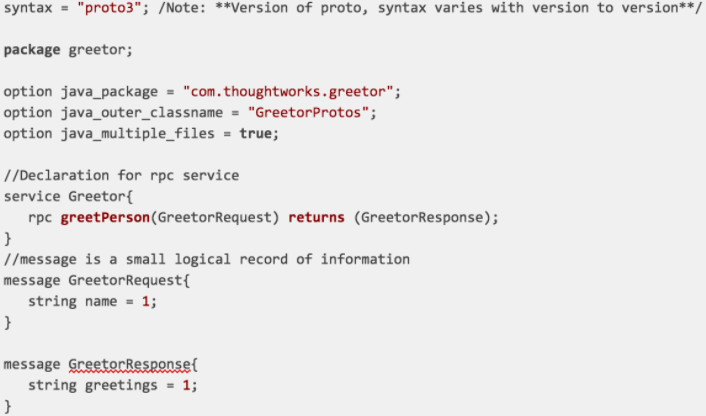 syntax = "proto3"; /Note: **Version of proto, syntax varies with version to version**/
package greetor;
option java_package = "com.thoughtworks.greetor";
option java_outer_classname = "GreetorProtos";
option java_multiple_files = true;
//Declaration for rpc service
service Greetor{
rpc greetPerson(GreetorRequest) returns (GreetorResponse);
}
//message is a small logical record of information
message GreetorRequest{
string name = 1;
}
message GreetorResponse{
string greetings = 1;
}